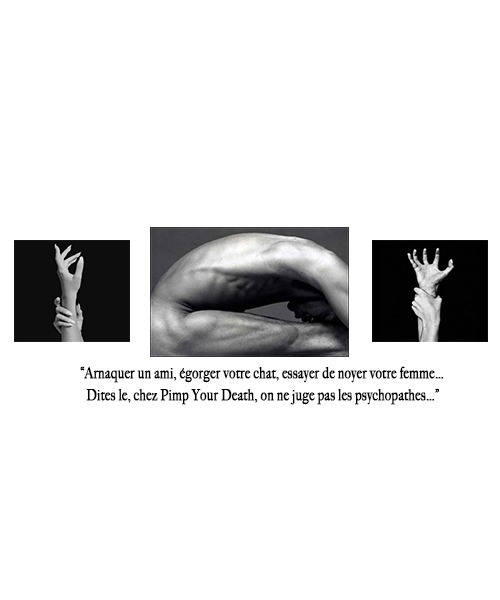 “Arnaquer un ami, égorger votre chat, essayer de noyer votre femme...
Dites le, chez Pimp Your Death, on ne juge pas les psychopathes...”